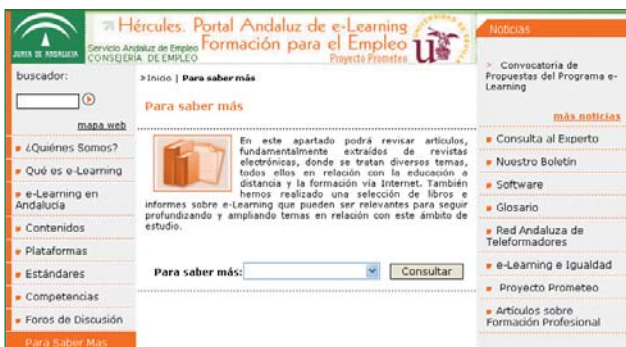 Hércules. Portal Andaluz de e-Learning
Servicio Andaluz de Empleo
CONSEJERÍA DE EMPLEO
Formación para el Empleo
Proyecto Prometeo
JUNTA DE ANDALUCIA
buscador:
mapa web
¿Quiénes Somos?
Qué es e-Learning
e-Learning en
Andalucía
Contenidos
Plataformas
Estándares
Competencias
Foros de Discusión
Para Saber Mas
Inicio | Para saber más
Para saber más
En este apartado podrá revisar artículos,
fundamentalmente extraídos de revistas
electrónicas, donde se tratan diversos temas,
todos ellos en relación con la educación a
distancia y la formación vía Internet. También
hemos realizado una selección de libros e
informes sobre e-Learning que pueden ser relevantes para seguir
profundizando y ampliando temas en relación con este ámbito de
estudio.
Para saber más:
Consultar
Noticias
> Convocatoria de
Propuestas del Programa e-
Learning
más noticias
Consulta al Experto
Nuestro Boletin
Software
Glosario
Red Andaluza de
Teleformadores
e-Learning e Igualdad
Proyecto Prometeo
Artículos sobre
Formación Profesional